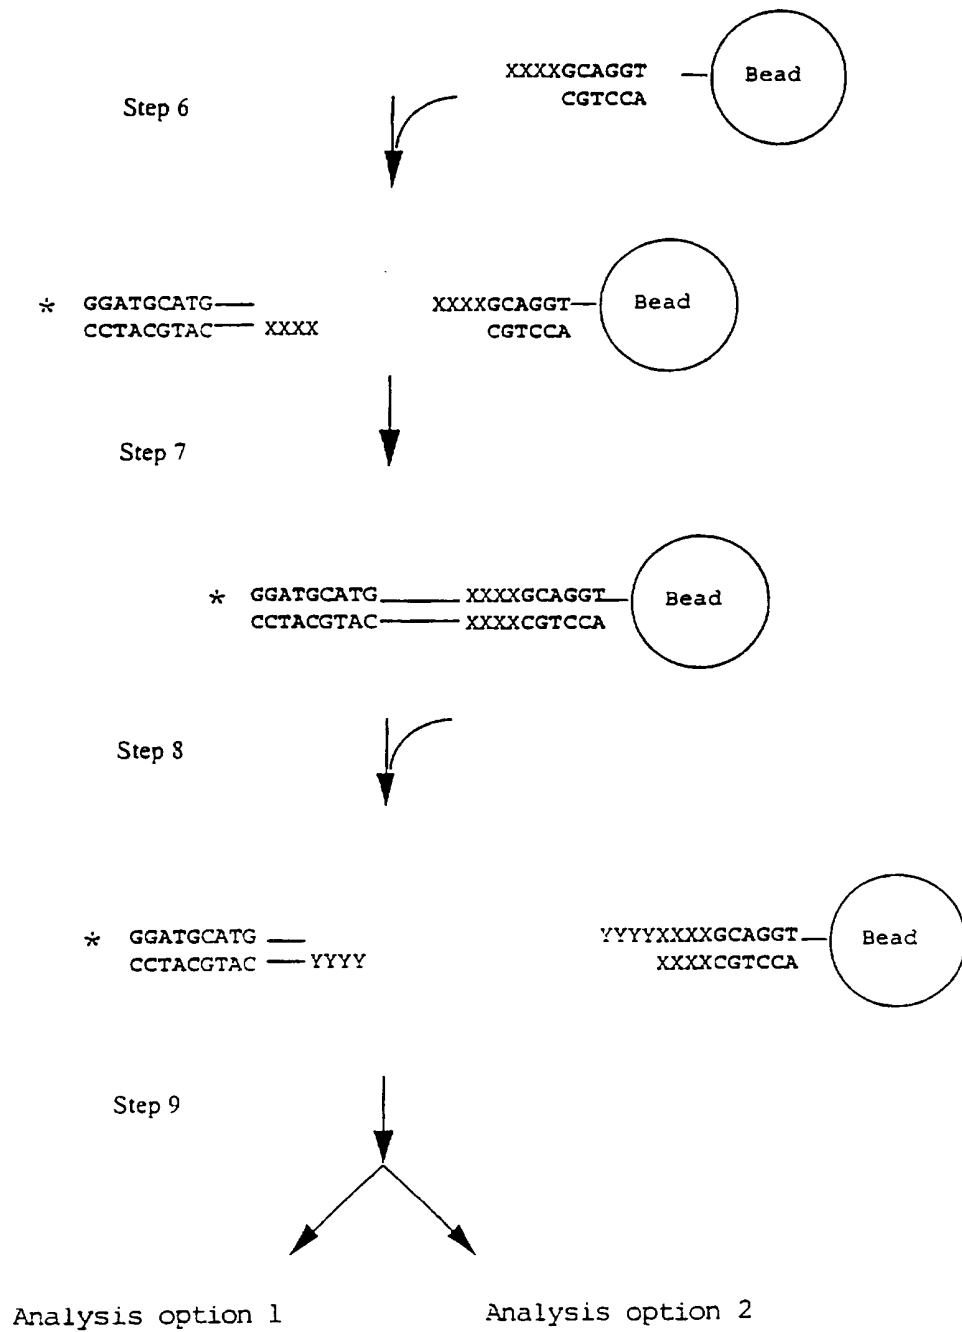 XXXXGCAGGT Bead
Step 6
CGTCCA
* GGATGCATG XXXXGCAGGT Bead
CCTACGTAC XXXX CGTCCA
Step 7
* GGATGCATG XXXXGCAGGT Bead
CCTACGTAC XXXXCGTCCA
Step 8
* GGATGCATG YYYYXXXXGCAGGT Bead
CCTACGTAC YYYY XXXXCGTCCA
Step 9
Analysis option 1 Analysis option 2